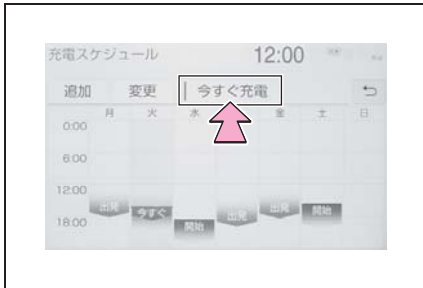 充電スケジュール 12:00
追加 変更 今すぐ充電
月 火 水 金 土 日
0:00
6:00
12:00
18:00
出発 今すぐ 開始 出発 出発 開始